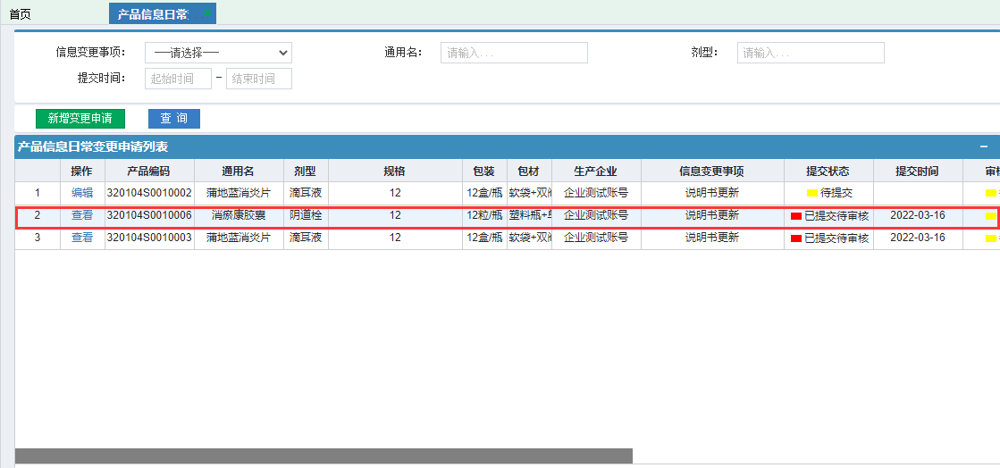 首页 产品信息日常
信息变更事项： ──请选择── 通用名： 请输入... 剂型： 请输入...
提交时间： 起始时间 - 结束时间
新增变更申请 查 询
产品信息日常变更申请列表
操作 产品编码 通用名 剂型 规格 包装 包材 生产企业 信息变更事项 提交状态 提交时间 审核
1 编辑 320104S0010002 蒲地蓝消炎片 滴耳液 12 12盒/瓶 软袋+双阀 企业测试账号 说明书更新 待提交
2 查看 320104S0010006 消瘀康胶囊 阴道栓 12 12粒/瓶 塑料瓶+ 企业测试账号 说明书更新 已提交待审核 2022-03-16
3 查看 320104S0010003 蒲地蓝消炎片 滴耳液 12 12盒/瓶 软袋+双阀 企业测试账号 说明书更新 已提交待审核 2022-03-16